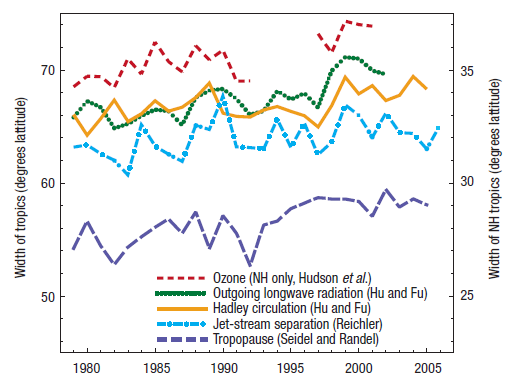 Width of tropics (degrees lattitude)
70
60
50
35
30
25
Width of NH tropics (degrees latitude)
Ozone (NH only, Hudson et al.)
Outgoing longwave radiation (Hu and Fu)
Hadley circulation (Hu and Fu)
Jet-stream separation (Reichler)
Tropopause (Seidel and Randel)
1980 1985 1990 1995 2000 2005